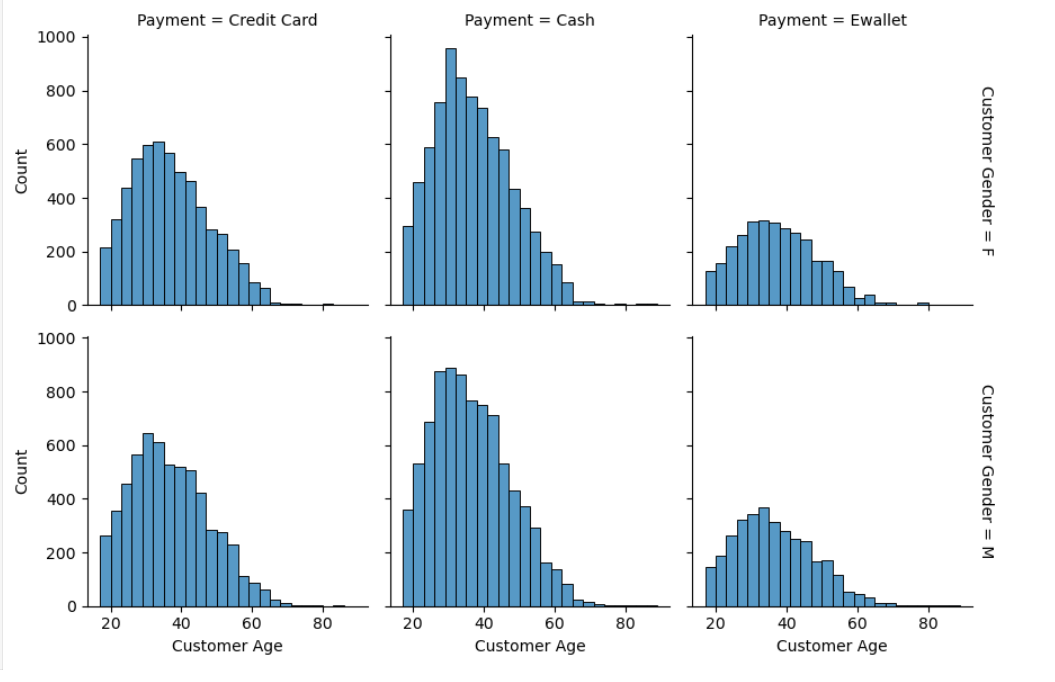 Payment = Credit Card
Payment = Cash
Payment = Ewallet
1000
800
600
400
200
0
Count
Customer Gender = F
1000
800
600
400
200
0
Count
Customer Gender = M
20 40 60 80
20 40 60 80
20 40 60 80
Customer Age
Customer Age
Customer Age